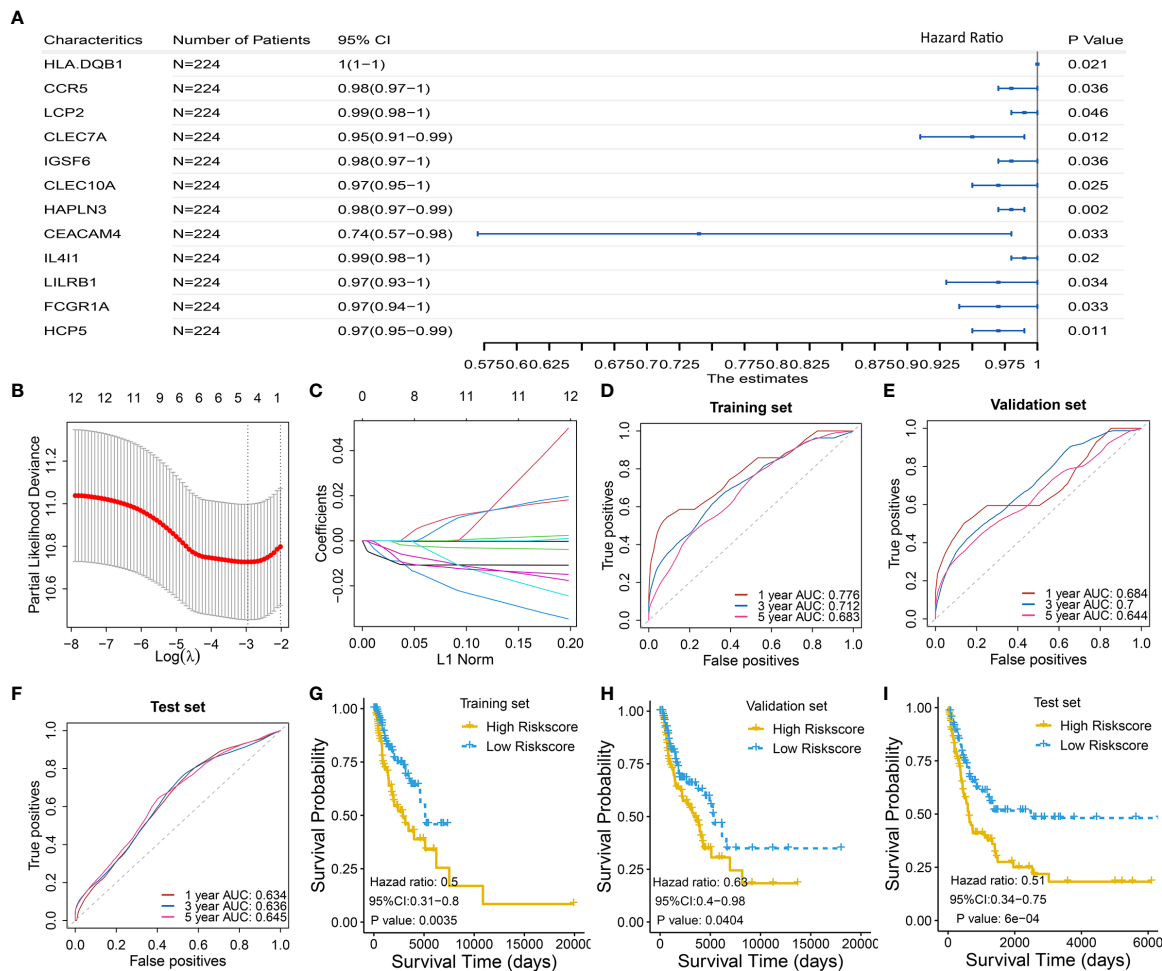 A
Characteritics Number of Patients 95% CI Hazard Ratio P Value
HLA.DQB1 N=224 1(1−1) 0.021
CCR5 N=224 0.98(0.97−1) 0.036
LCP2 N=224 0.99(0.98−1) 0.046
CLEC7A N=224 0.95(0.91−0.99) 0.012
IGSF6 N=224 0.98(0.97−1) 0.036
CLEC10A N=224 0.97(0.95−1) 0.025
HAPLN3 N=224 0.98(0.97−0.99) 0.002
CEACAM4 N=224 0.74(0.57−0.98) 0.033
IL4I1 N=224 0.99(0.98−1) 0.02
LILRB1 N=224 0.97(0.93−1) 0.034
FCGR1A N=224 0.97(0.94−1) 0.033
HCP5 N=224 0.97(0.95−0.99) 0.011
0.5750.60.625 0.6750.70.725 0.7750.80.825 0.8750.90.925 0.975 1
The estimates
B
12 12 11 9 6 6 6 5 4 1
Partial Likelihood Deviance
11.2
11.0
10.8
10.6
−8 −7 −6 −5 −4 −3 −2
Log(λ)
C
0 8 11 11 12
Coefficients
0.04
0.02
0.00
−0.02
0.00 0.05 0.10 0.15 0.20
L1 Norm
D
Training set
True positives
1.0
0.8
0.6
0.4
0.2
0.0
1 year AUC: 0.776
3 year AUC: 0.712
5 year AUC: 0.683
0.0 0.2 0.4 0.6 0.8 1.0
False positives
E
Validation set
True positives
1.0
0.8
0.6
0.4
0.2
0.0
1 year AUC: 0.684
3 year AUC: 0.7
5 year AUC: 0.644
0.0 0.2 0.4 0.6 0.8 1.0
False positives
F
Test set
True positives
1.0
0.8
0.6
0.4
0.2
0.0
1 year AUC: 0.634
3 year AUC: 0.636
5 year AUC: 0.645
0.0 0.2 0.4 0.6 0.8 1.0
False positives
G
Training set
High Riskscore
Low Riskscore
Survival Probability
1.00
0.75
0.50
0.25
0.00
Hazad ratio: 0.5
95%CI:0.31−0.8
P value: 0.0035
0 5000 10000 15000 20000
Survival Time (days)
H
Validation set
High Riskscore
Low Riskscore
Survival Probability
1.00
0.75
0.50
0.25
0.00
Hazad ratio: 0.63
95%CI:0.4−0.98
P value: 0.0404
0 5000 10000 15000 20000
Survival Time (days)
I
Test set
High Riskscore
Low Riskscore
Survival Probability
1.00
0.75
0.50
0.25
0.00
Hazad ratio: 0.51
95%CI:0.34−0.75
P value: 6e−04
0 2000 4000 6000
Survival Time (days)